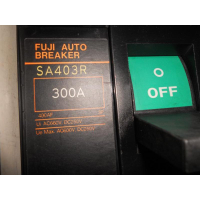 FUJI AUTO
BREAKER
SA403R
300A
O
OFF